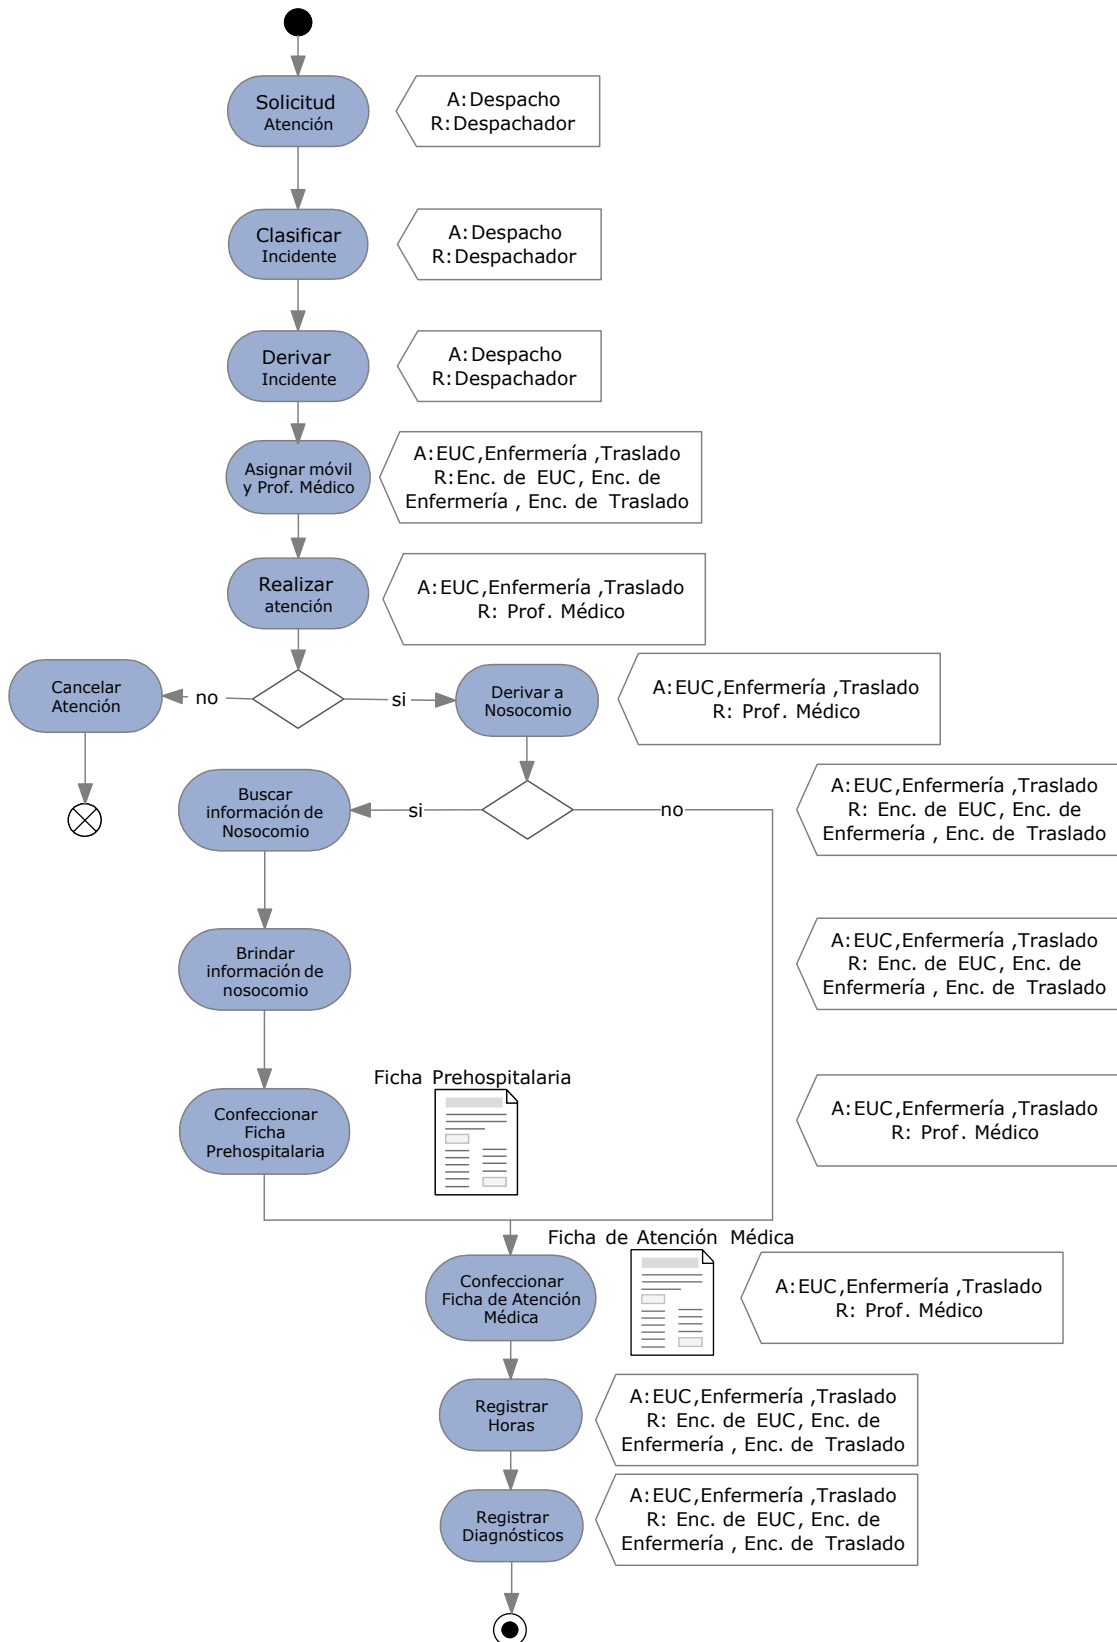 Solicitud
Atención
A:Despacho
R:Despachador
Clasificar
Incidente
A:Despacho
R:Despachador
Derivar
Incidente
A:Despacho
R:Despachador
Asignar móvil
y Prof. Médico
A:EUC,Enfermería ,Traslado
R:Enc. de EUC, Enc. de
Enfermería , Enc. de Traslado
Realizar
atención
A:EUC,Enfermería ,Traslado
R: Prof. Médico
Cancelar
Atención
no
si
Derivar a
Nosocomio
A:EUC,Enfermería ,Traslado
R: Prof. Médico
Buscar
información de
Nosocomio
si
no
A:EUC,Enfermería ,Traslado
R: Enc. de EUC, Enc. de
Enfermería , Enc. de Traslado
Brindar
información de
nosocomio
A:EUC,Enfermería ,Traslado
R: Enc. de EUC, Enc. de
Enfermería , Enc. de Traslado
Ficha Prehospitalaria
Confeccionar
Ficha
Prehospitalaria
A:EUC,Enfermería ,Traslado
R: Prof. Médico
Ficha de Atención Médica
Confeccionar
Ficha de Atención
Médica
A:EUC,Enfermería ,Traslado
R: Prof. Médico
Registrar
Horas
A:EUC,Enfermería ,Traslado
R: Enc. de EUC, Enc. de
Enfermería , Enc. de Traslado
Registrar
Diagnósticos
A:EUC,Enfermería ,Traslado
R: Enc. de EUC, Enc. de
Enfermería , Enc. de Traslado